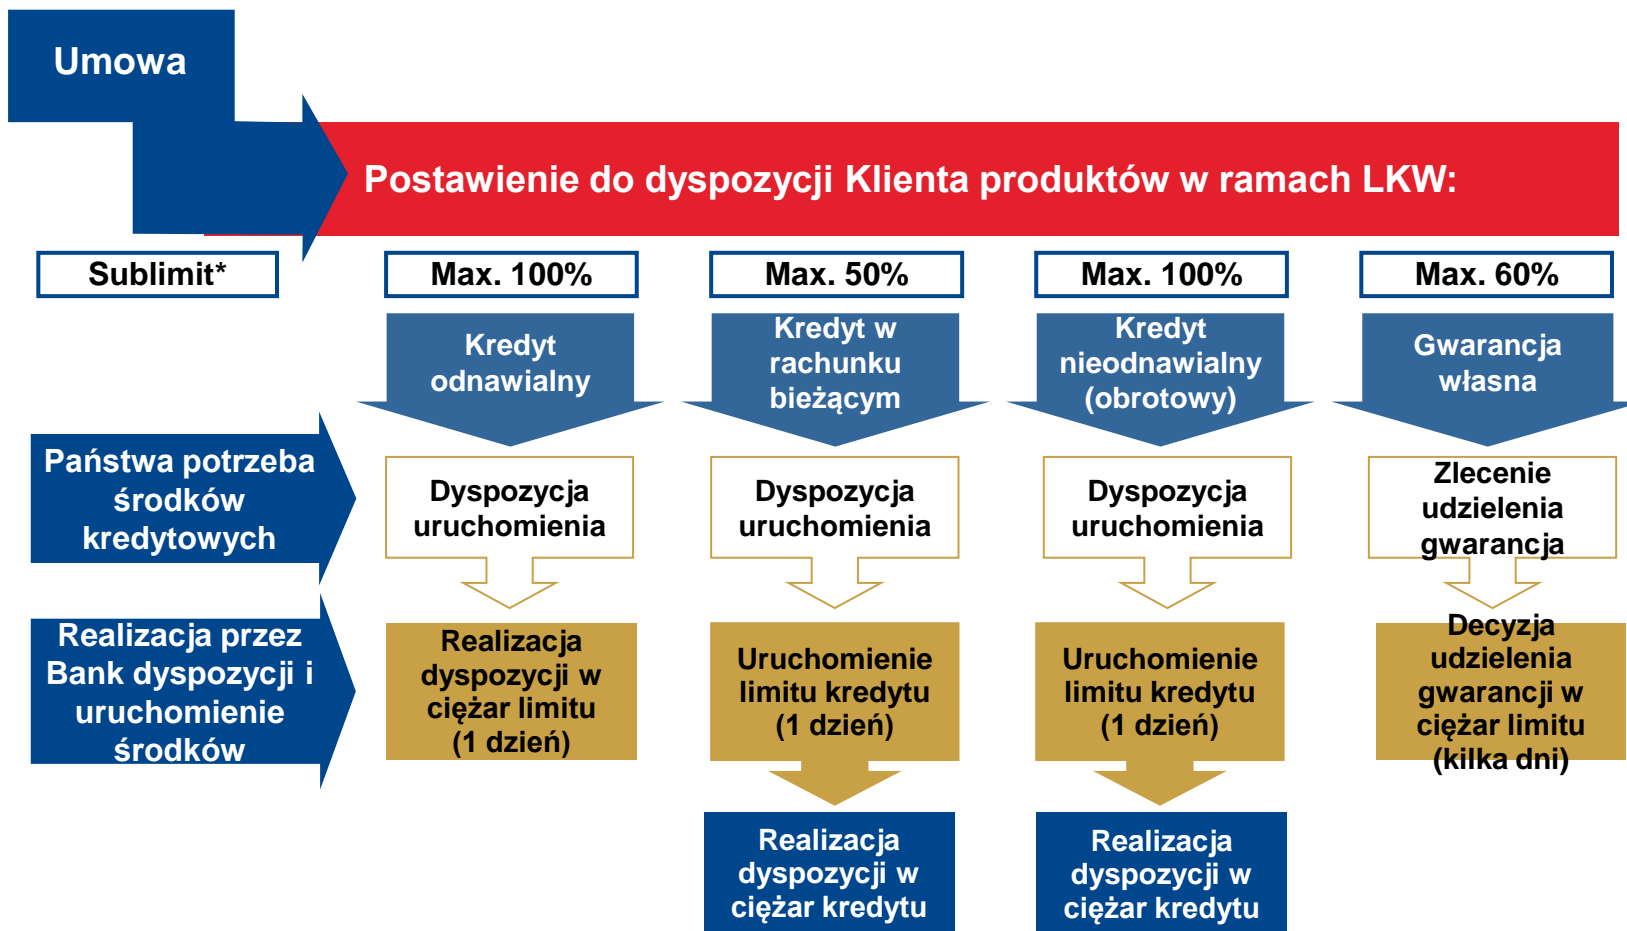 Umowa
Postawienie do dyspozycji Klienta produktów w ramach LKW:
Sublimit*
Max. 100%
Max. 50%
Max. 100%
Max. 60%
Kredyt
odnawialny
Kredyt w
rachunku
bieżącym
Kredyt
nieodnawialny
(obrotowy)
Gwarancja
własna
Państwa potrzeba
środków
kredytowych
Dyspozycja
uruchomienia
Dyspozycja
uruchomienia
Dyspozycja
uruchomienia
Zlecenie
udzielenia
gwarancja
Realizacja przez
Bank dyspozycji i
uruchomienie
środków
Realizacja
dyspozycji w
ciężar limitu
(1 dzień)
Uruchomienie
limitu kredytu
(1 dzień)
Uruchomienie
limitu kredytu
(1 dzień)
Decyzja
udzielenia
gwarancji w
ciężar limitu
(kilka dni)
Realizacja
dyspozycji w
ciężar kredytu
Realizacja
dyspozycji w
ciężar kredytu